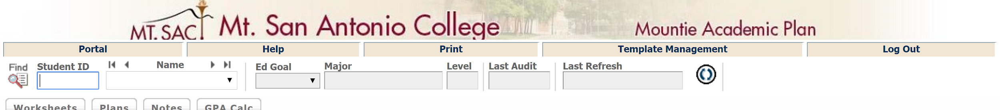 MT. SAC Mt. San Antonio College Mountie Academic Plan
Portal Help Print Template Management Log Out
Find Student ID Name Ed Goal Major Level Last Audit Last Refresh
Worksheets Plans Notes GPA Calc